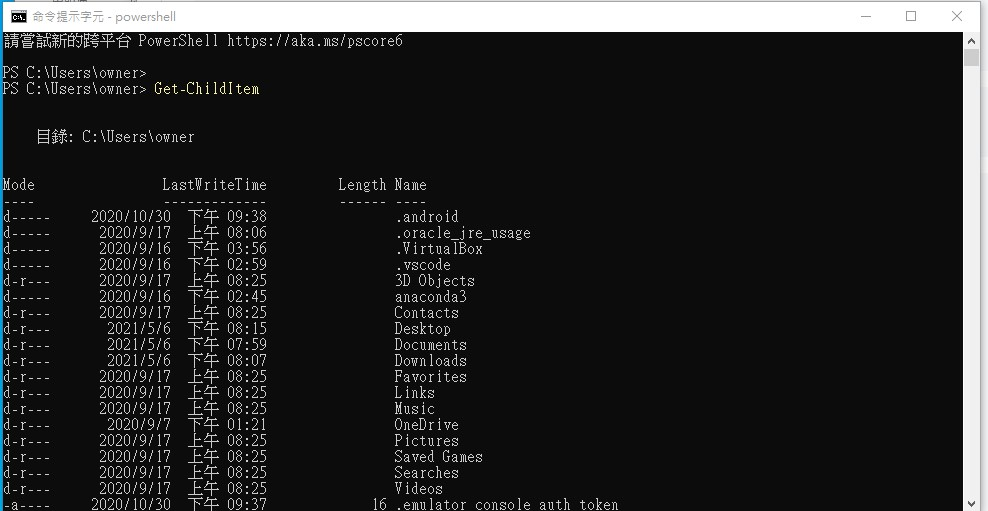 命令提示字元 - powershell
請嘗試新的跨平台 PowerShell https://aka.ms/pscore6
PS C:\Users\owner>
PS C:\Users\owner> Get-ChildItem
目錄: C:\Users\owner
Mode                LastWriteTime         Length Name
----                -------------         ------ ----
d-----       2020/10/30  下午 09:38                .android
d-----        2020/9/17  上午 08:06                .oracle_jre_usage
d-----        2020/9/16  下午 03:56                .VirtualBox
d-----        2020/9/16  下午 02:59                .vscode
d-r---        2020/9/17  上午 08:25                3D Objects
d-----        2020/9/16  下午 02:45                anaconda3
d-r---        2020/9/17  上午 08:25                Contacts
d-r---         2021/5/6  下午 08:15                Desktop
d-r---         2021/5/6  下午 07:59                Documents
d-r---         2021/5/6  下午 08:07                Downloads
d-r---        2020/9/17  上午 08:25                Favorites
d-r---        2020/9/17  上午 08:25                Links
d-r---        2020/9/17  上午 08:25                Music
d-r---         2020/9/7  下午 01:21                OneDrive
d-r---        2020/9/17  上午 08:25                Pictures
d-r---        2020/9/17  上午 08:25                Saved Games
d-r---        2020/9/17  上午 08:25                Searches
d-r---        2020/9/17  上午 08:25                Videos
-a----       2020/10/30  下午 09:37             16 .emulator_console_auth_token